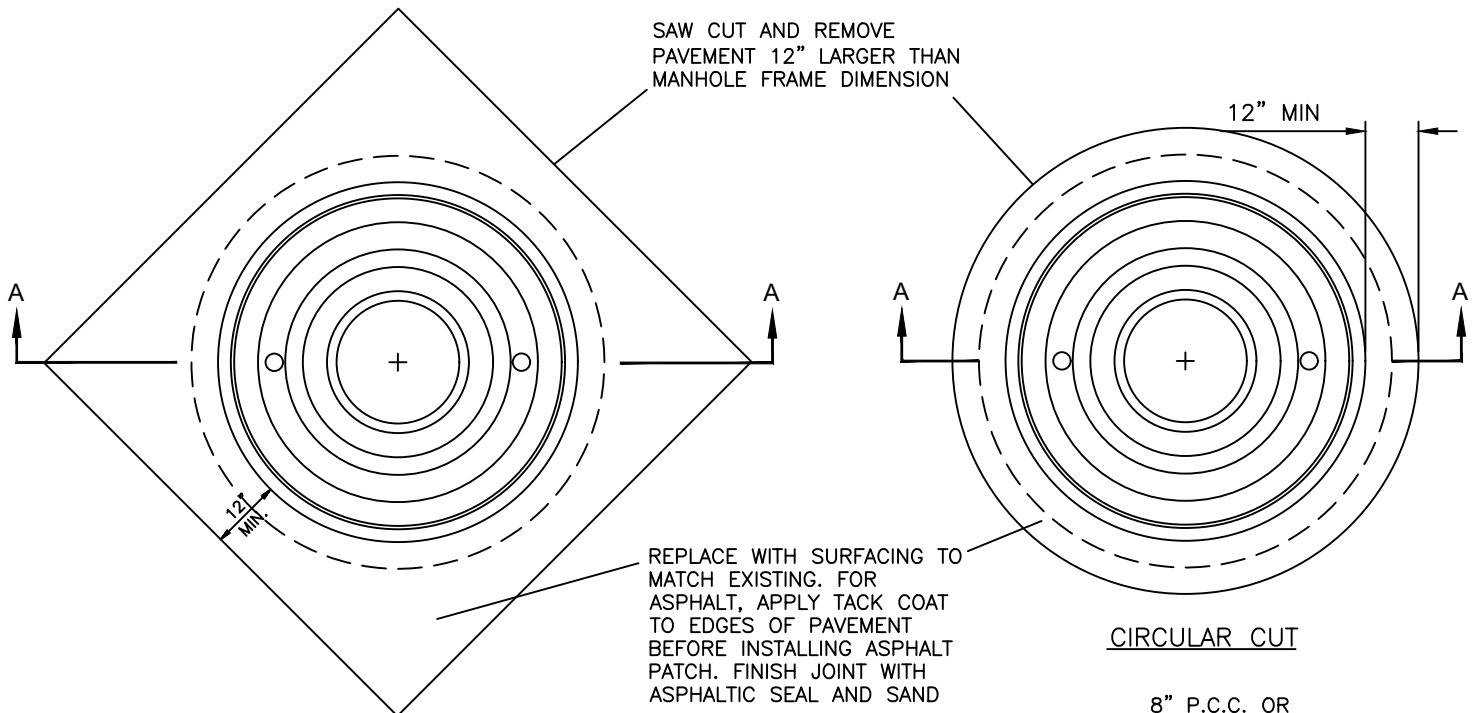 SAW CUT AND REMOVE
PAVEMENT 12” LARGER THAN
MANHOLE FRAME DIMENSION
12” MIN
A
A
A
A
12”
MIN.
REPLACE WITH SURFACING TO
MATCH EXISTING. FOR
ASPHALT, APPLY TACK COAT
TO EDGES OF PAVEMENT
BEFORE INSTALLING ASPHALT
PATCH. FINISH JOINT WITH
ASPHALTIC SEAL AND SAND
CIRCULAR CUT
8” P.C.C. OR